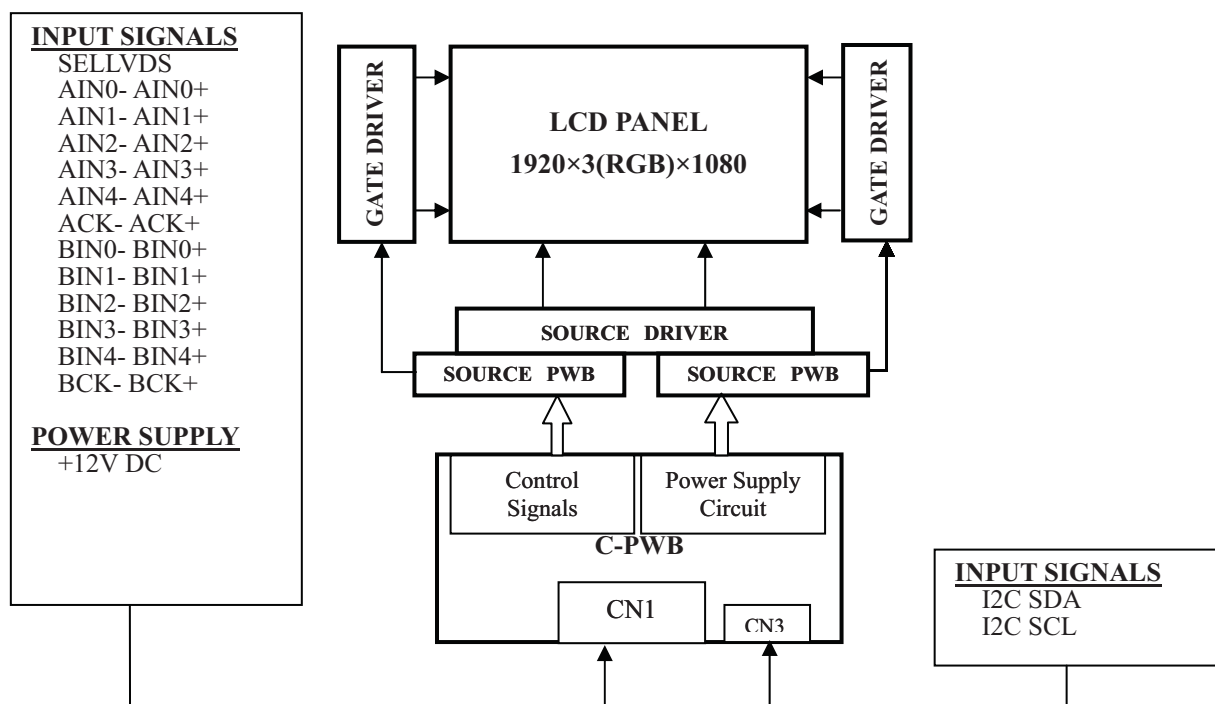 INPUT SIGNALS
SELLVDS
AIN0- AIN0+
AIN1- AIN1+
AIN2- AIN2+
AIN3- AIN3+
AIN4- AIN4+
ACK- ACK+
BIN0- BIN0+
BIN1- BIN1+
BIN2- BIN2+
BIN3- BIN3+
BIN4- BIN4+
BCK- BCK+
POWER SUPPLY
+12V DC
GATE DRIVER
LCD PANEL
1920×3(RGB)×1080
GATE DRIVER
SOURCE DRIVER
SOURCE PWB
SOURCE PWB
Control
Signals
Power Supply
Circuit
C-PWB
CN1
CN3
INPUT SIGNALS
I2C SDA
I2C SCL